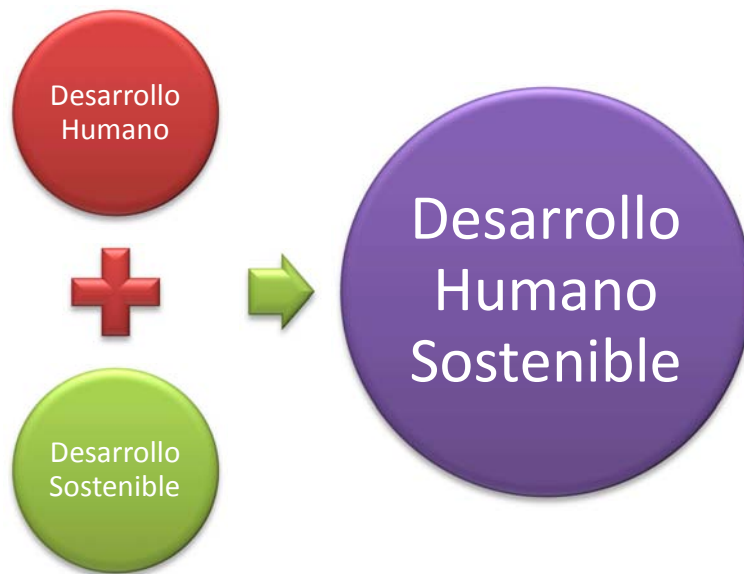 Desarrollo
Humano
Desarrollo
Sostenible
Desarrollo
Humano
Sostenible